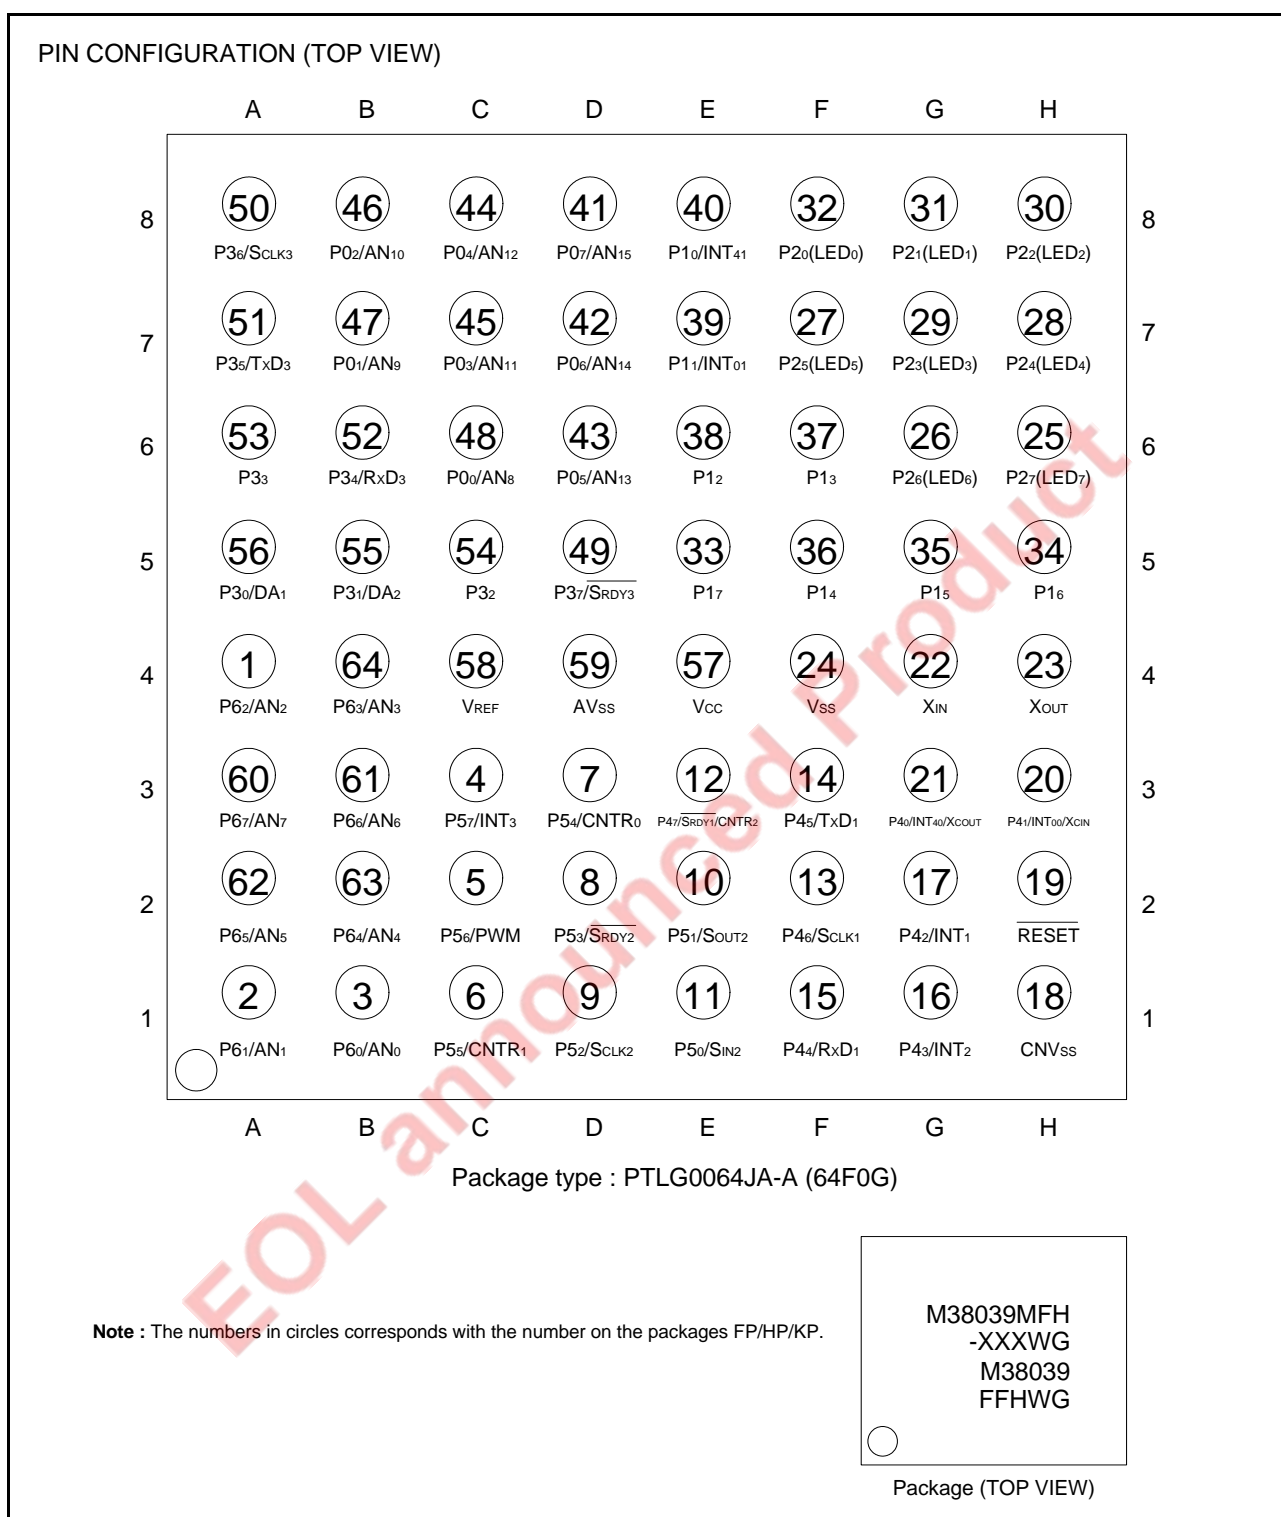 PIN CONFIGURATION (TOP VIEW)
A B C D E F G H
8 50 46 44 41 40 32 31 30 8
P36/SCLK3 P02/AN10 P04/AN12 P07/AN15 P10/INT41 P20(LED0) P21(LED1) P22(LED2)
7 51 47 45 42 39 27 29 28 7
P35/TXD3 P01/AN9 P03/AN11 P06/AN14 P11/INT01 P25(LED5) P23(LED3) P24(LED4)
6 53 52 48 43 38 37 26 25 6
P33 P34/RXD3 P00/AN8 P05/AN13 P12 P13 P26(LED6) P27(LED7)
5 56 55 54 49 33 36 35 34 5
P30/DA1 P31/DA2 P32 P37/SRDY3 P17 P14 P15 P16
4 1 64 58 59 57 24 22 23 4
P62/AN2 P63/AN3 VREF AVSS VCC VSS XIN XOUT
3 60 61 4 7 12 14 21 20 3
P67/AN7 P66/AN6 P57/INT3 P54/CNTR0 P47/SRDY1/CNTR2 P45/TXD1 P40/INT40/XCOUT P41/INT00/XCIN
2 62 63 5 8 10 13 17 19 2
P65/AN5 P64/AN4 P56/PWM P53/SRDY2 P51/SOUT2 P46/SCLK1 P42/INT1 RESET
1 2 3 6 9 11 15 16 18 1
P61/AN1 P60/AN0 P55/CNTR1 P52/SCLK2 P50/SIN2 P44/RXD1 P43/INT2 CNVSS
A B C D E F G H
Package type : PTLG0064JA-A (64F0G)
Note : The numbers in circles corresponds with the number on the packages FP/HP/KP.
M38039MFH
-XXXWG
M38039
FFHWG
Package (TOP VIEW)
EOL announced Product